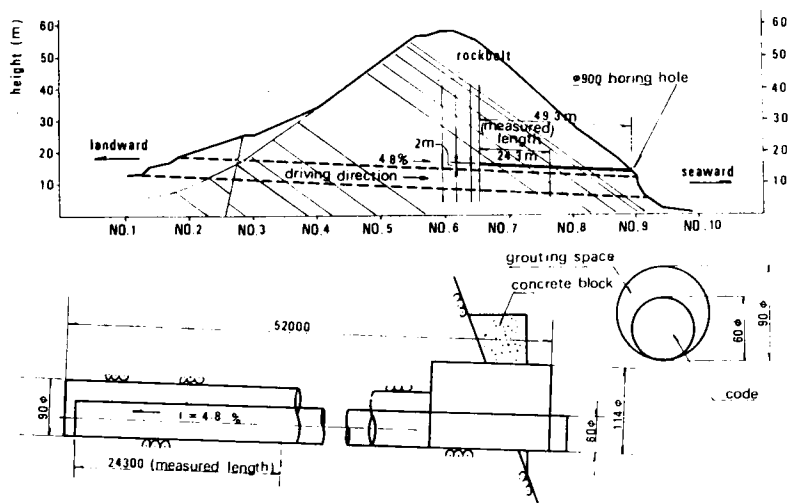 height (m)
60
50
40
30
20
10
60
50
40
30
20
10
rockbolt
ø900 boring hole
49.3 m
(measured)
length
24.3 m
2m
4.8%
landward
driving direction
seaward
NO.1 NO.2 NO.3 NO.4 NO.5 NO.6 NO.7 NO.8 NO.9 NO.10
grouting space
concrete block
52000
90ø
60ø
90ø
60ø
114ø
code
i = 4.8 %
24300 (measured length)